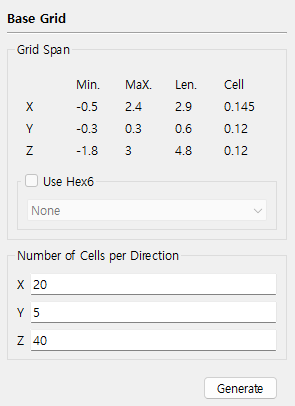 Base Grid
Grid Span
Min. MaX. Len. Cell
X -0.5 2.4 2.9 0.145
Y -0.3 0.3 0.6 0.12
Z -1.8 3 4.8 0.12
Use Hex6
None
Number of Cells per Direction
X 20
Y 5
Z 40
Generate